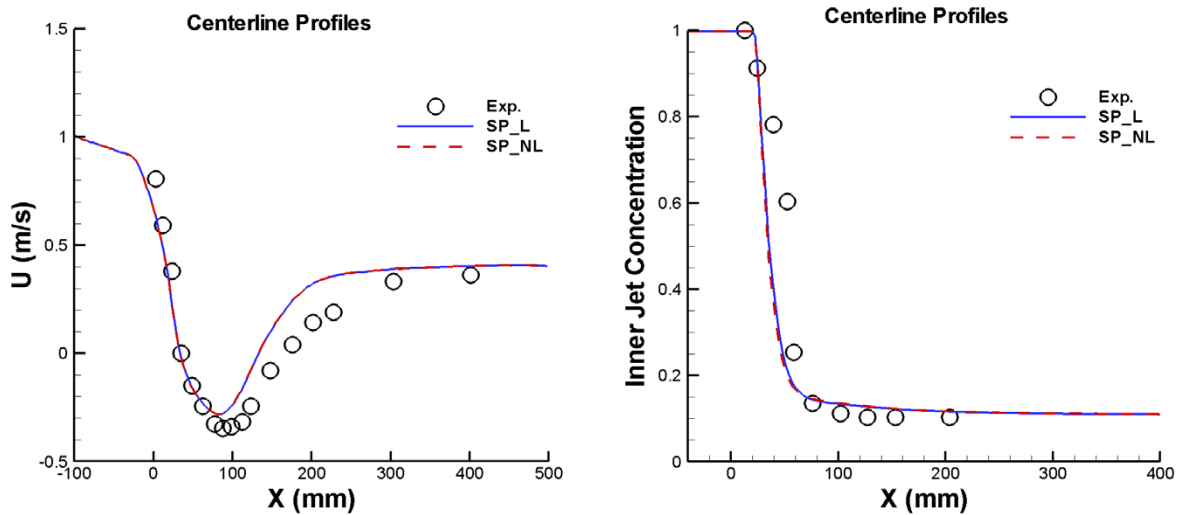 Centerline Profiles
1.5
1
0.5
0
-0.5
U (m/s)
Exp.
SP_L
SP_NL
-100
0
100
200
300
400
500
X (mm)
Centerline Profiles
1
0.8
0.6
0.4
0.2
0
Inner Jet Concentration
Exp.
SP_L
SP_NL
0
100
200
300
400
X (mm)